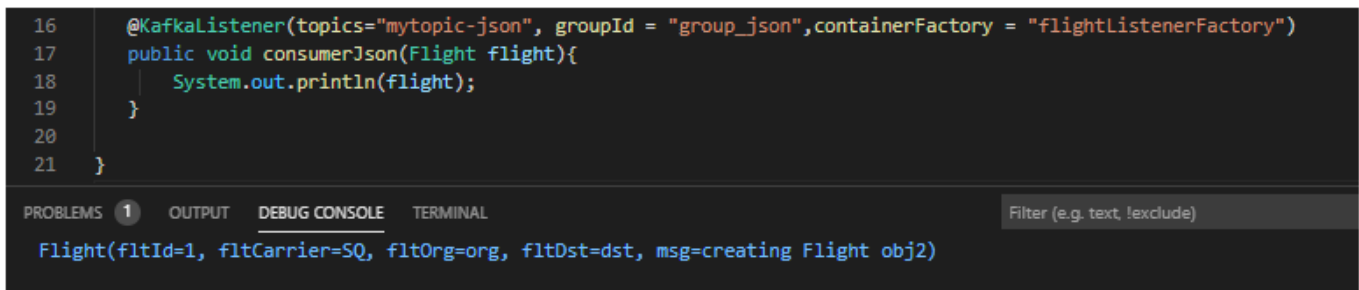 16 @KafkaListener(topics="mytopic-json", groupId = "group_json",containerFactory = "flightListenerFactory")
17 public void consumerJson(Flight flight){
18 System.out.println(flight);
19 }
20
21 }
PROBLEMS 1 OUTPUT DEBUG CONSOLE TERMINAL Filter (e.g. text, !exclude)
Flight(fltId=1, fltCarrier=SQ, fltOrg=org, fltDst=dst, msg=creating Flight obj2)